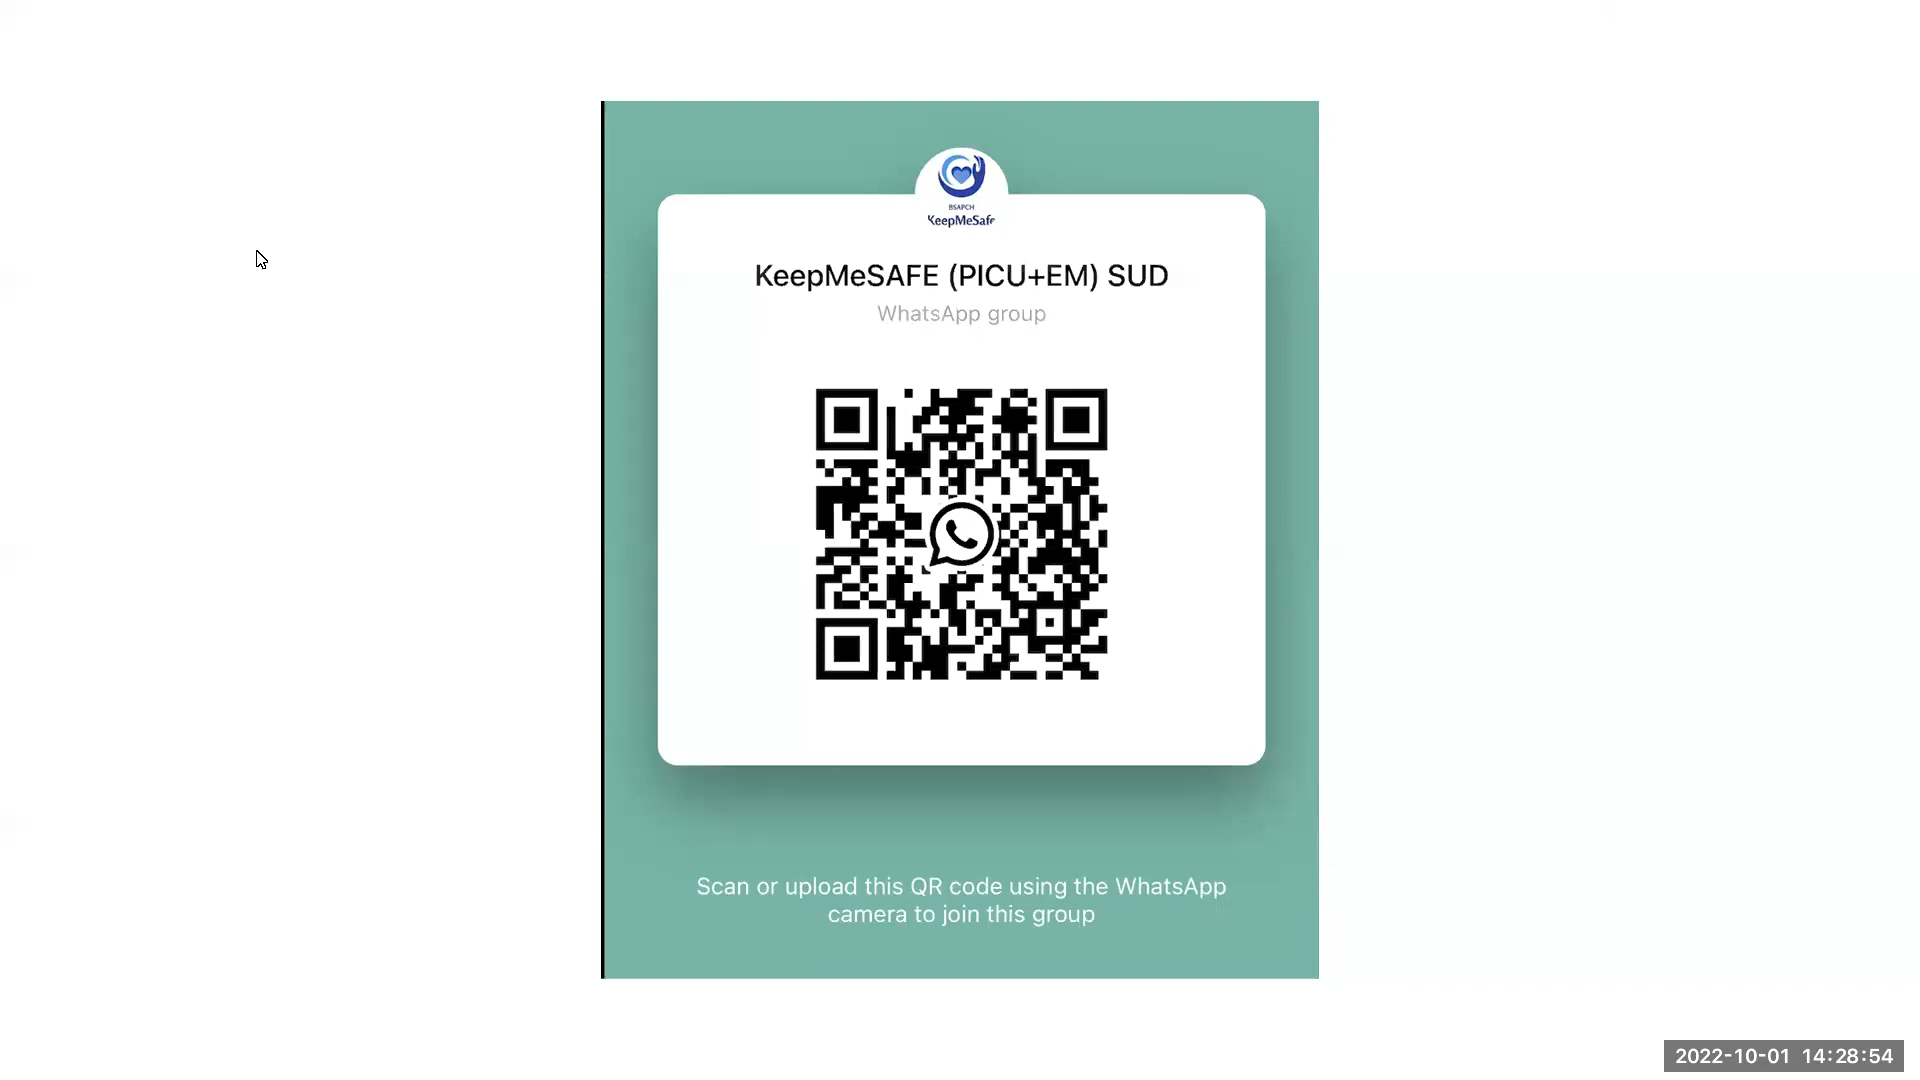 BSAPCH
KeepMeSafe
KeepMeSAFE (PICU+EM) SUD
WhatsApp group
Scan or upload this QR code using the WhatsApp
camera to join this group
2022-10-01 14:28:54